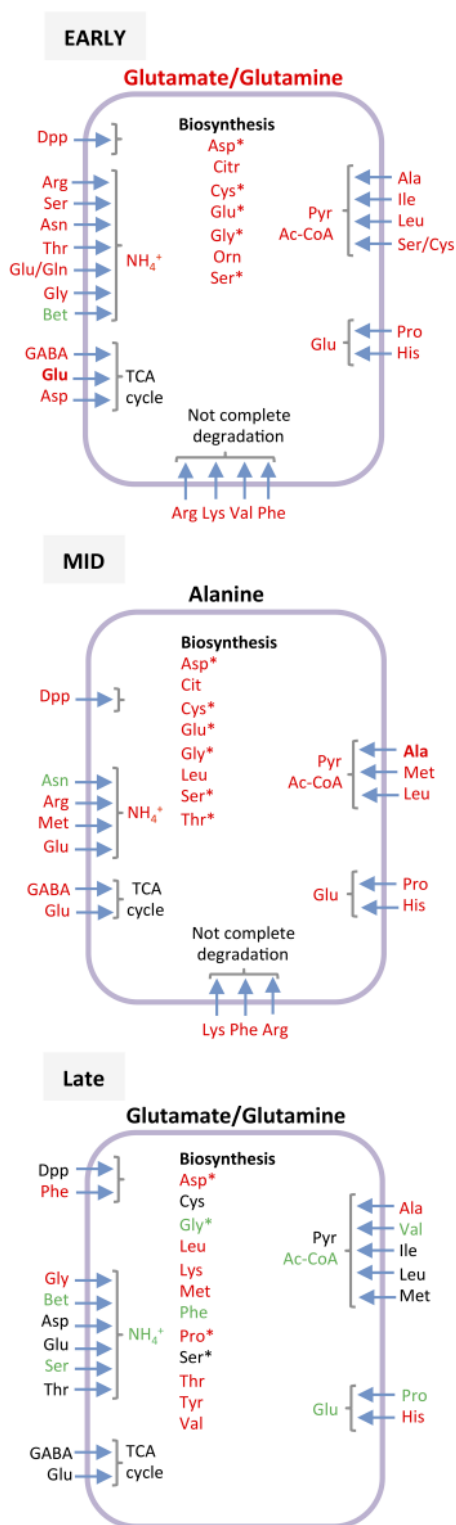 EARLY
Glutamate/Glutamine
Dpp
Arg
Ser
Asn
Thr
Glu/Gln
Gly
Bet
NH4+
GABA
Glu
Asp
TCA
cycle
Biosynthesis
Asp*
Citr
Cys*
Glu*
Gly*
Orn
Ser*
Pyr
Ac-CoA
Ala
Ile
Leu
Ser/Cys
Glu
Pro
His
Not complete
degradation
Arg Lys Val Phe
MID
Alanine
Dpp
Asn
Arg
Met
Glu
NH4+
GABA
Glu
TCA
cycle
Biosynthesis
Asp*
Cit
Cys*
Glu*
Gly*
Leu
Ser*
Thr*
Pyr
Ac-CoA
Ala
Met
Leu
Glu
Pro
His
Not complete
degradation
Lys Phe Arg
Late
Glutamate/Glutamine
Dpp
Phe
Gly
Bet
Asp
Glu
Ser
Thr
NH4+
GABA
Glu
TCA
cycle
Biosynthesis
Asp*
Cys
Gly*
Leu
Lys
Met
Phe
Pro*
Ser*
Thr
Tyr
Val
Pyr
Ac-CoA
Ala
Val
Ile
Leu
Met
Glu
Pro
His